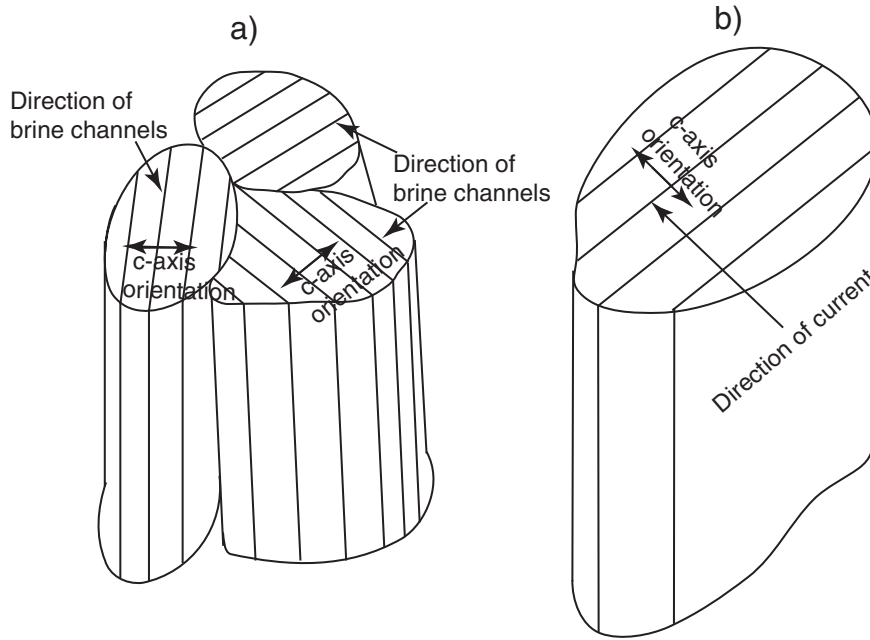 a)
Direction of
brine channels
Direction of
brine channels
c-axis
orientation
c-axis
orientation
b)
c-axis
orientation
Direction of current